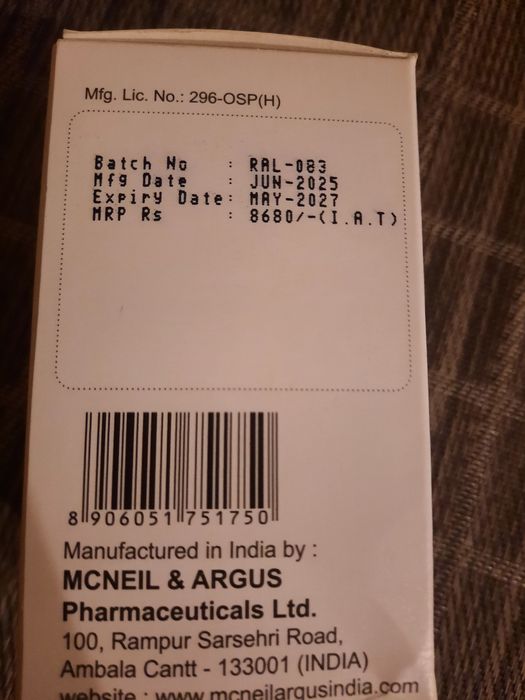 Mfg. Lic. No.: 296-OSP(H)
Batch No : RAL-083
Mfg Date : JUN-2025
Expiry Date: MAY-2027
MRP Rs : 8680/-(I.A.T)
8 906051 751750
Manufactured in India by :
MCNEIL & ARGUS
Pharmaceuticals Ltd.
100, Rampur Sarsehri Road,
Ambala Cantt - 133001 (INDIA)
website : www.mcneilargusindia.com